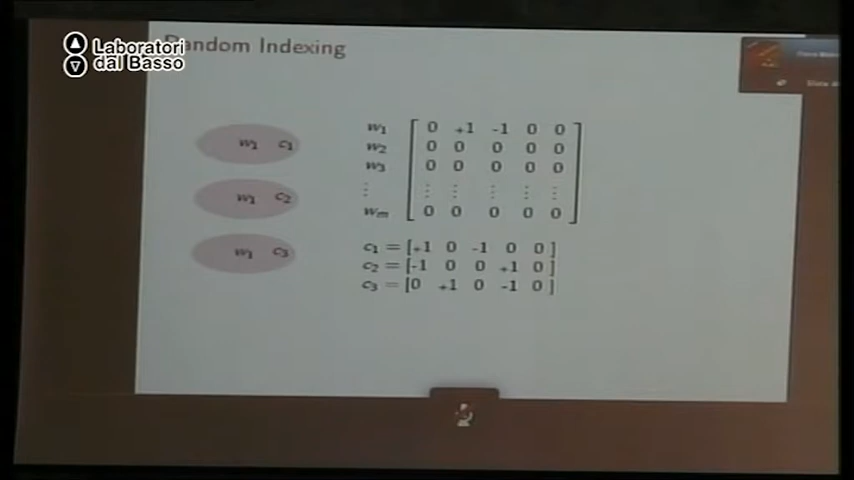 Laboratori
dal Basso
Random Indexing
w₁ c₁
w₁ c₂
w₁ c₃
w₁ 0 +1 -1 0 0
w₂ 0 0 0 0 0
w₃ 0 0 0 0 0
⋮ ⋮ ⋮ ⋮ ⋮ ⋮
wₘ 0 0 0 0 0
c₁ = [+1 0 -1 0 0 ]
c₂ = [-1 0 0 +1 0 ]
c₃ = [0 +1 0 -1 0 ]